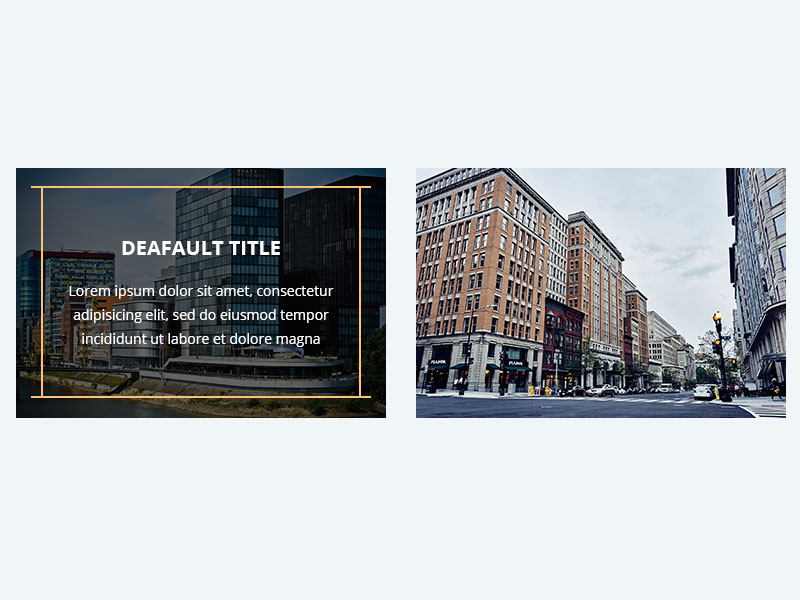 DEAFAULT TITLE
Lorem ipsum dolor sit amet, consectetur
adipisicing elit, sed do eiusmod tempor
incididunt ut labore et dolore magna